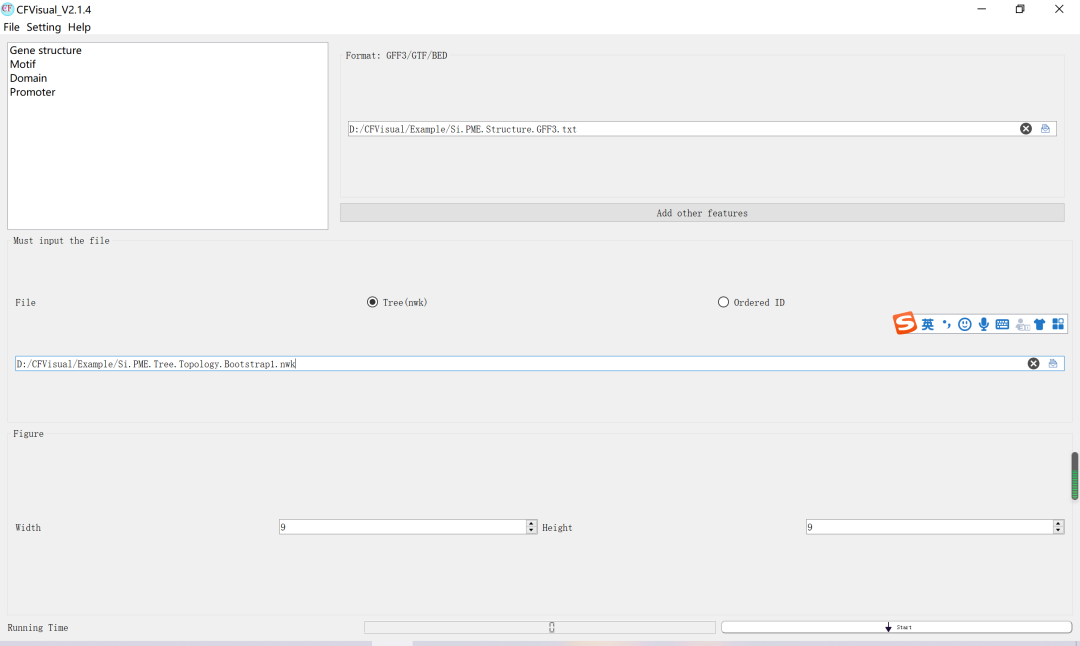 CFVisual_V2.1.4
File Setting Help
Gene structure
Motif
Domain
Promoter
Format: GFF3/GTF/BED
D:/CFVisual/Example/Si.PME.Structure.GFF3.txt
Add other features
Must input the file
File
Tree(nwk)
Ordered ID
英
D:/CFVisual/Example/Si.PME.Tree.Topology.Bootstrap1.nwk
Figure
Width
9
Height
9
Running Time
0
Start